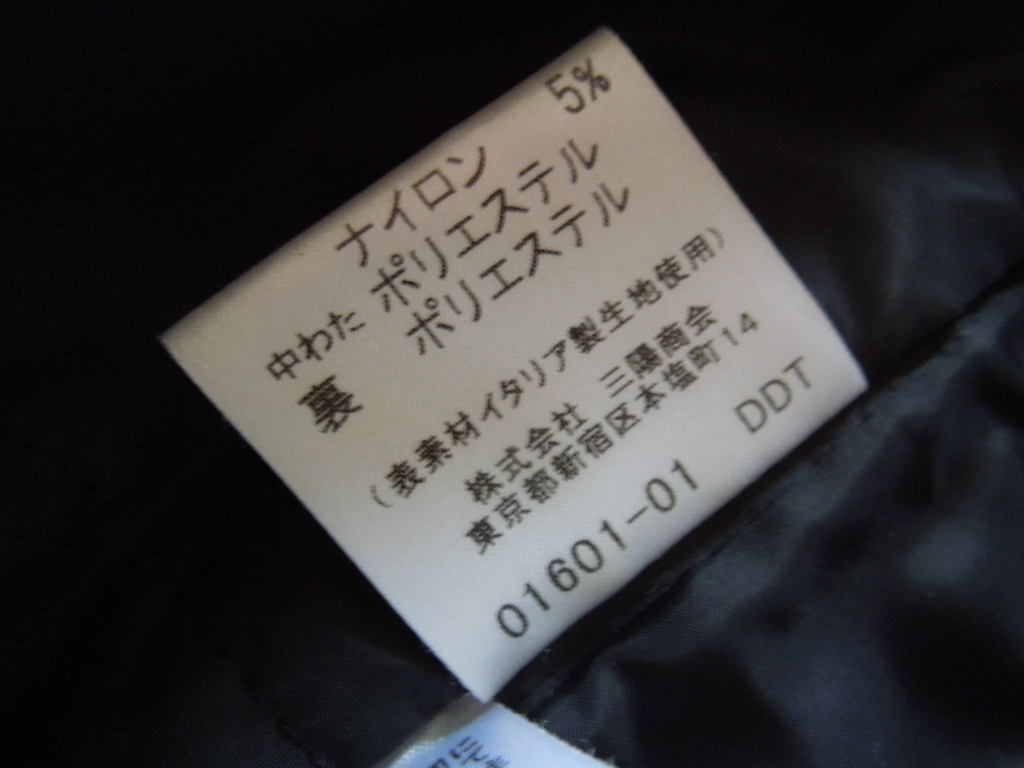 ナイロン 5%
中わた ポリエステル
裏 ポリエステル
（表素材イタリア製生地使用）
株式会社 三陽商会
東京都新宿区本塩町14
01601-01 DDT